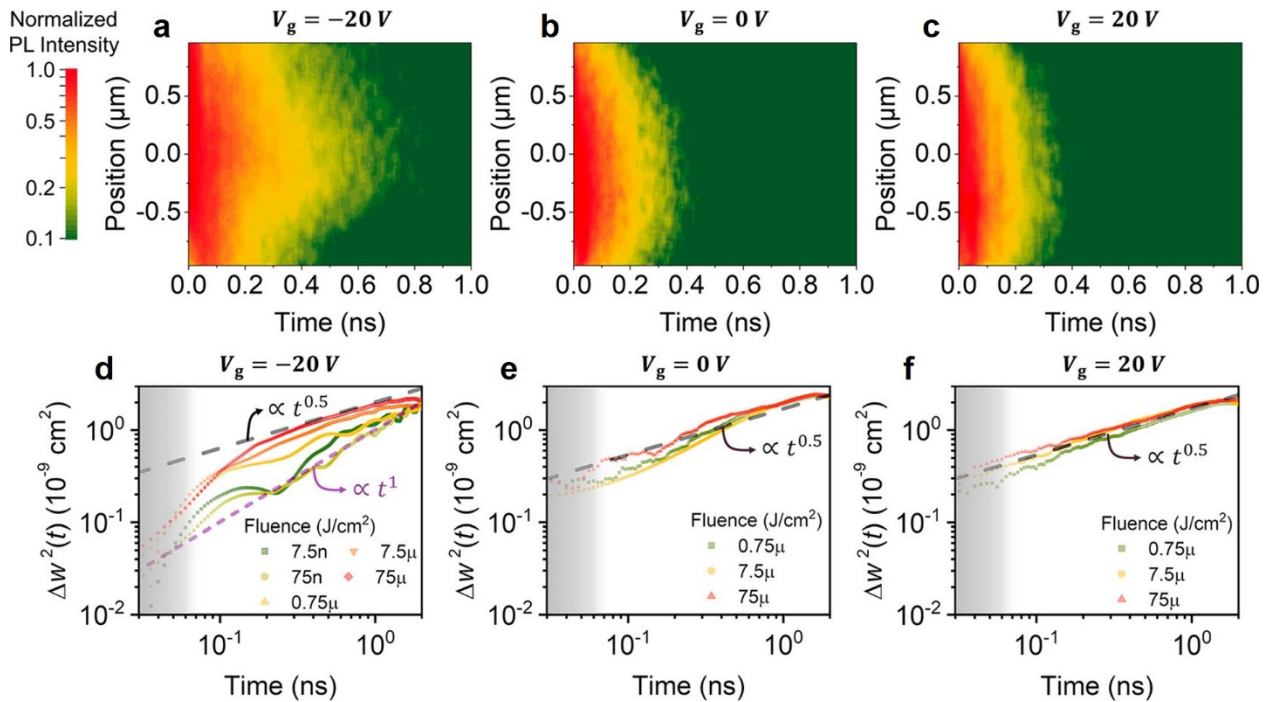 Normalized
PL Intensity
1.0
0.5
0.2
0.1
a
V_g = −20 V
Position (μm)
0.5
0.0
-0.5
0.0 0.2 0.4 0.6 0.8 1.0
Time (ns)
b
V_g = 0 V
Position (μm)
0.5
0.0
-0.5
0.0 0.2 0.4 0.6 0.8 1.0
Time (ns)
c
V_g = 20 V
Position (μm)
0.5
0.0
-0.5
0.0 0.2 0.4 0.6 0.8 1.0
Time (ns)
d
V_g = −20 V
Δw²(t) (10⁻⁹ cm²)
10⁰
10⁻¹
10⁻²
∝ t^0.5
∝ t^1
Fluence (J/cm²)
7.5n 7.5μ
75n 75μ
0.75μ
10⁻¹ 10⁰
Time (ns)
e
V_g = 0 V
Δw²(t) (10⁻⁹ cm²)
10⁰
10⁻¹
10⁻²
∝ t^0.5
Fluence (J/cm²)
0.75μ
7.5μ
75μ
10⁻¹ 10⁰
Time (ns)
f
V_g = 20 V
Δw²(t) (10⁻⁹ cm²)
10⁰
10⁻¹
10⁻²
∝ t^0.5
Fluence (J/cm²)
0.75μ
7.5μ
75μ
10⁻¹ 10⁰
Time (ns)